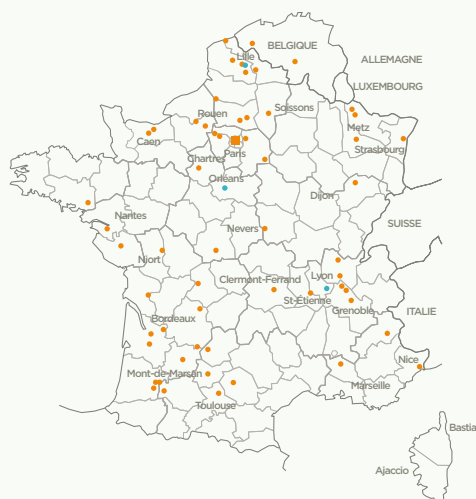 BELGIQUE
Lille
ALLEMAGNE
LUXEMBOURG
Soissons
Rouen
Metz
Caen
Paris
Strasbourg
Chartres
Orléans
Dijon
Nantes
SUISSE
Nevers
Njort
Clermont-Ferrand
Lyon
St-Etienne
Grenoble
ITALIE
Bordeaux
Nice
Mont-de-Marsan
Marseille
Toulouse
Bastia
Ajaccio